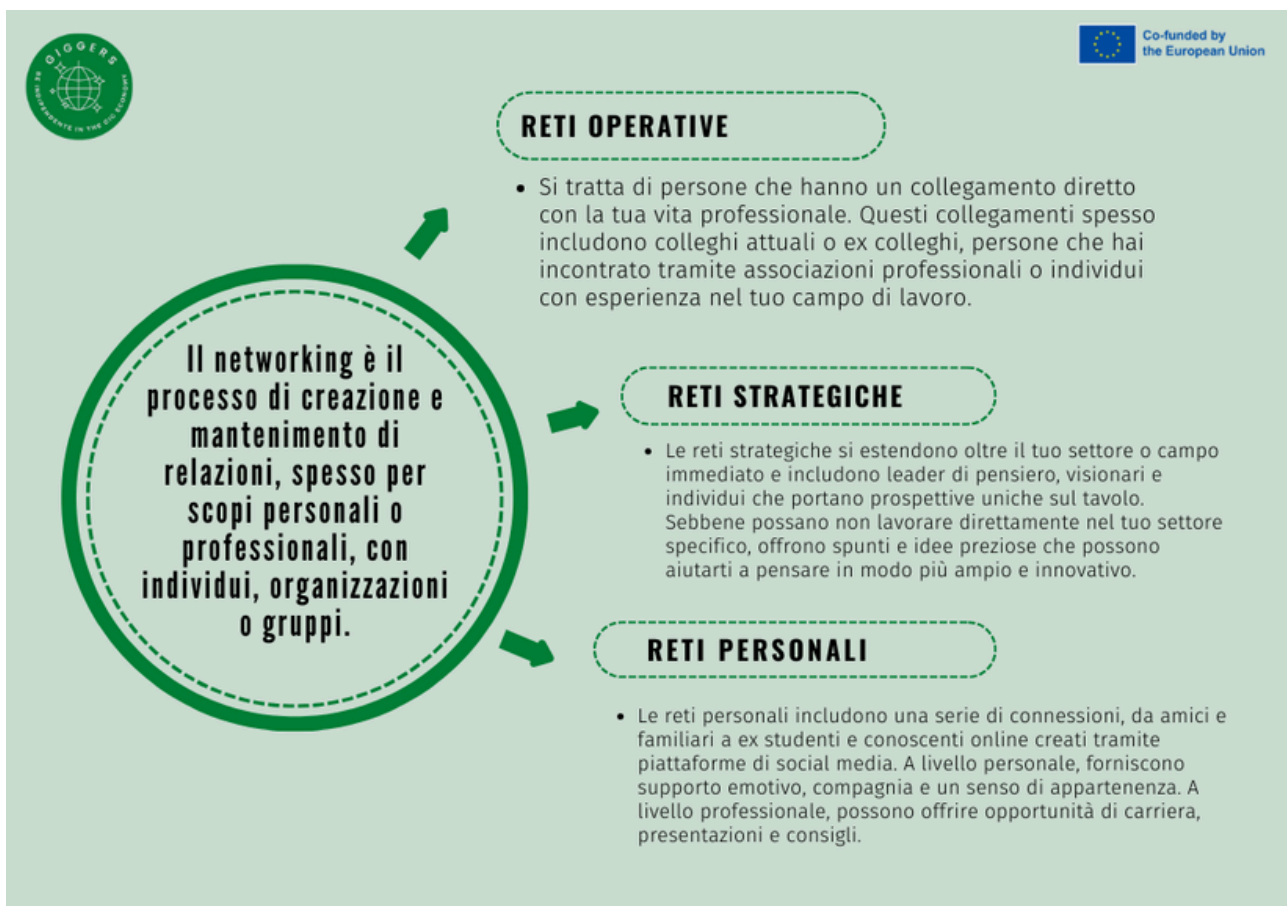 GIGGERS
BE INDIPENDENTE IN THE GIG ECONOMY
Co-funded by
the European Union
RETI OPERATIVE
• Si tratta di persone che hanno un collegamento diretto
con la tua vita professionale. Questi collegamenti spesso
includono colleghi attuali o ex colleghi, persone che hai
incontrato tramite associazioni professionali o individui
con esperienza nel tuo campo di lavoro.
Il networking è il
processo di creazione e
mantenimento di
relazioni, spesso per
scopi personali o
professionali, con
individui, organizzazioni
o gruppi.
RETI STRATEGICHE
• Le reti strategiche si estendono oltre il tuo settore o campo
immediato e includono leader di pensiero, visionari e
individui che portano prospettive uniche sul tavolo.
Sebbene possano non lavorare direttamente nel tuo settore
specifico, offrono spunti e idee preziose che possono
aiutarti a pensare in modo più ampio e innovativo.
RETI PERSONALI
• Le reti personali includono una serie di connessioni, da amici e
familiari a ex studenti e conoscenti online creati tramite
piattaforme di social media. A livello personale, forniscono
supporto emotivo, compagnia e un senso di appartenenza. A
livello professionale, possono offrire opportunità di carriera,
presentazioni e consigli.